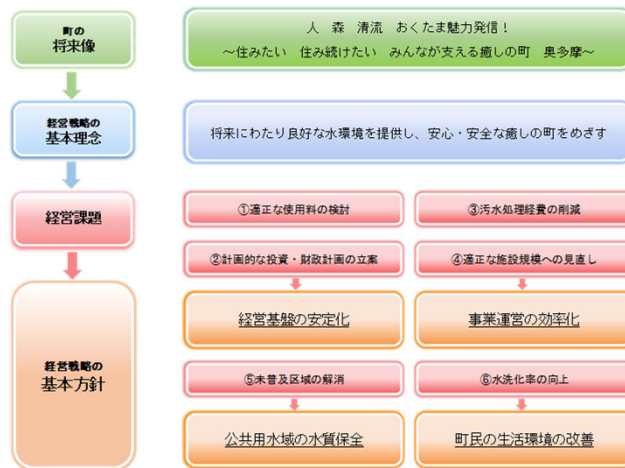 町の
将来像
人　森　清流　おくたま魅力発信！
～住みたい　住み続けたい　みんなが支える癒しの町　奥多摩～
経営戦略の
基本理念
将来にわたり良好な水環境を提供し、安心・安全な癒しの町をめざす
経営課題
①適正な使用料の検討
③汚水処理経費の削減
②計画的な投資・財政計画の立案
④適正な施設規模への見直し
経営基盤の安定化
事業運営の効率化
経営戦略の
基本方針
⑤未普及区域の解消
⑥水洗化率の向上
公共用水域の水質保全
町民の生活環境の改善